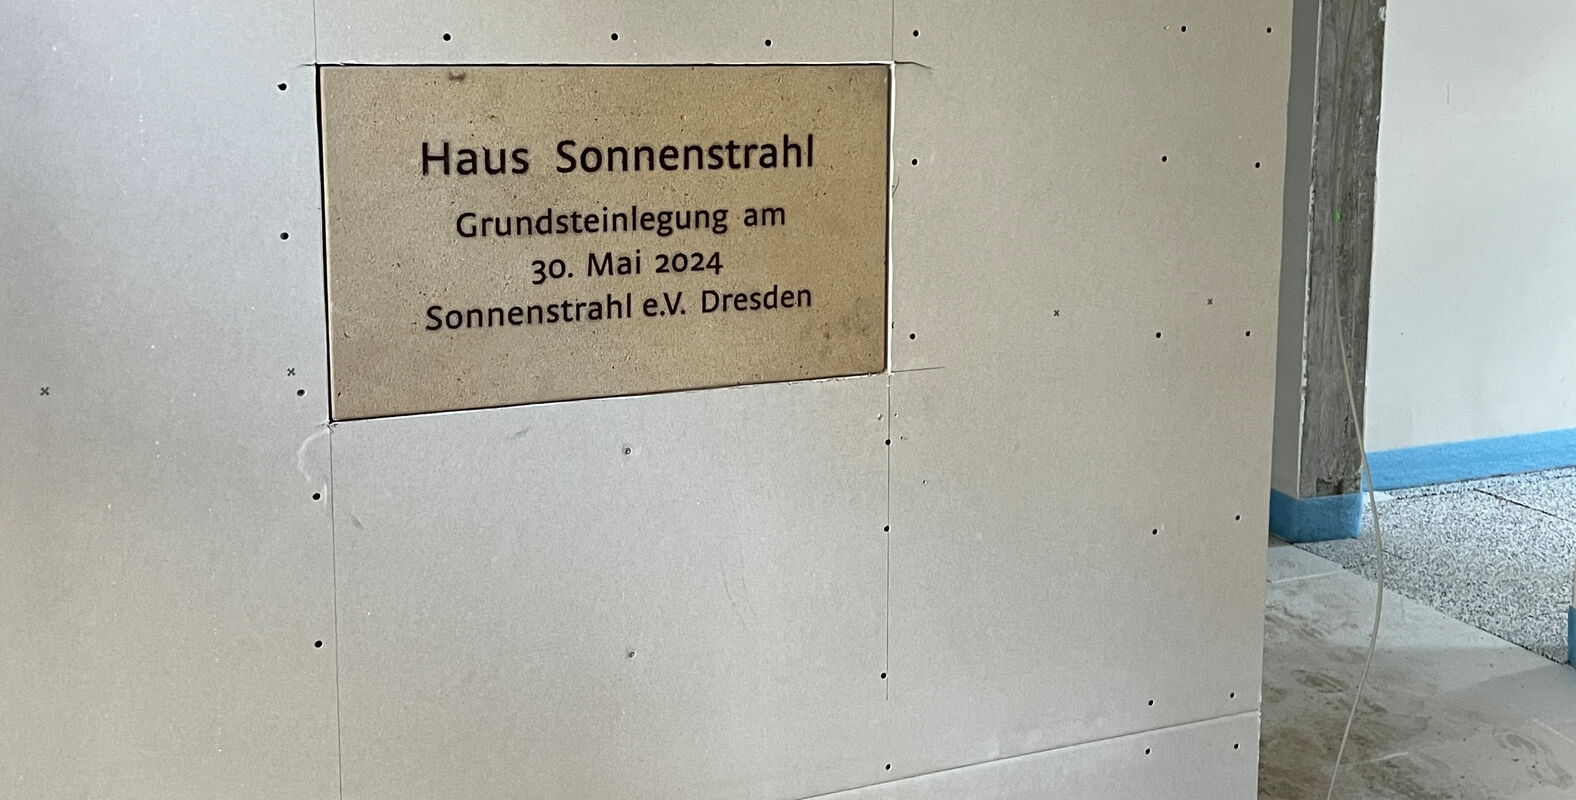 Haus Sonnenstrahl
Grundsteinlegung am
30. Mai 2024
Sonnenstrahl e.V. Dresden